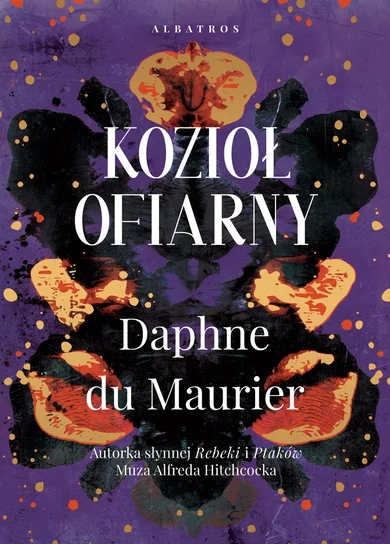 ALBATROS
KOZIOŁ
OFIARNY
Daphne
du Maurier
Autorka słynnej Rebeki i Ptaków
Muza Alfreda Hitchcocka